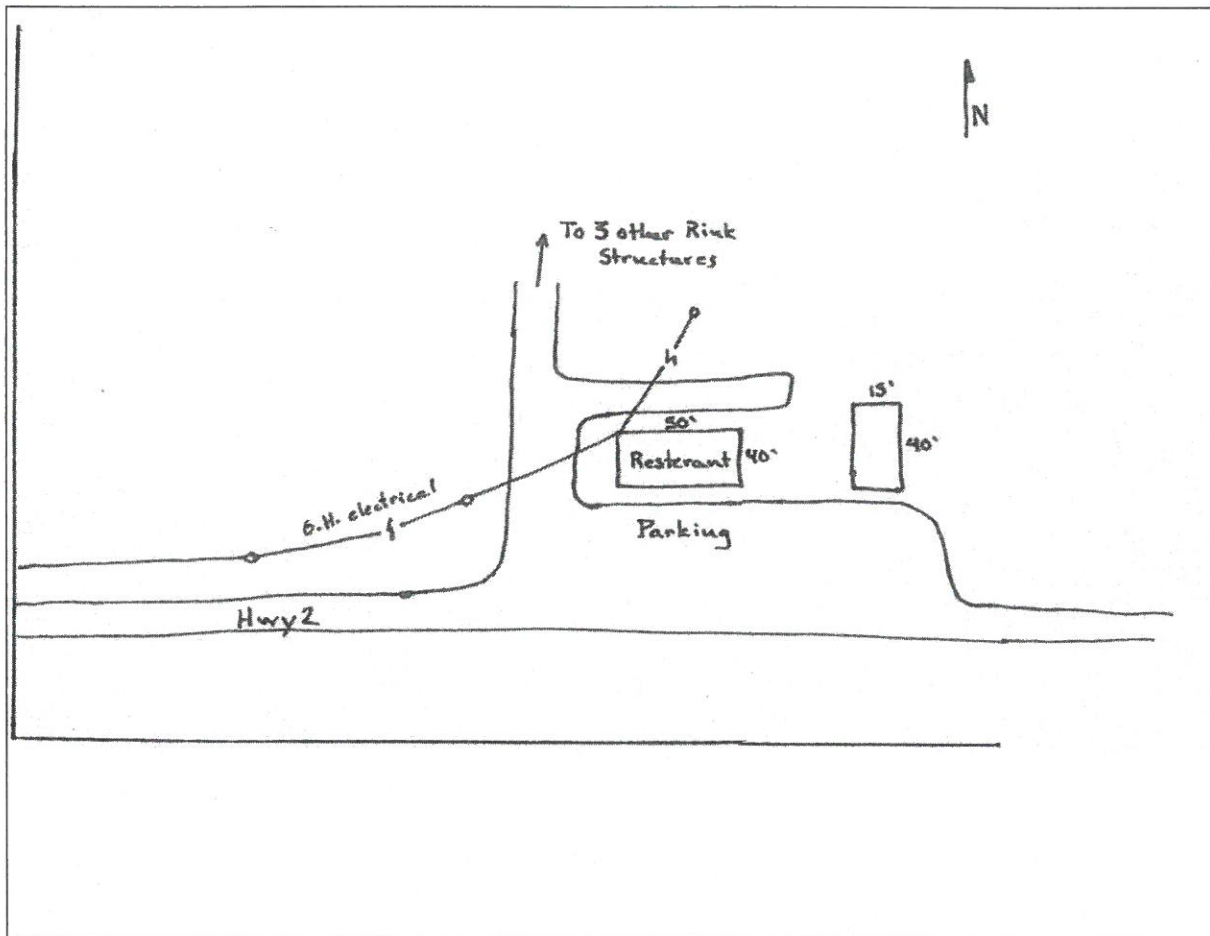 N
To 3 other Rink
Structures
15'
50'
Resterant
40'
40'
O.H. electrical
Parking
Hwy 2